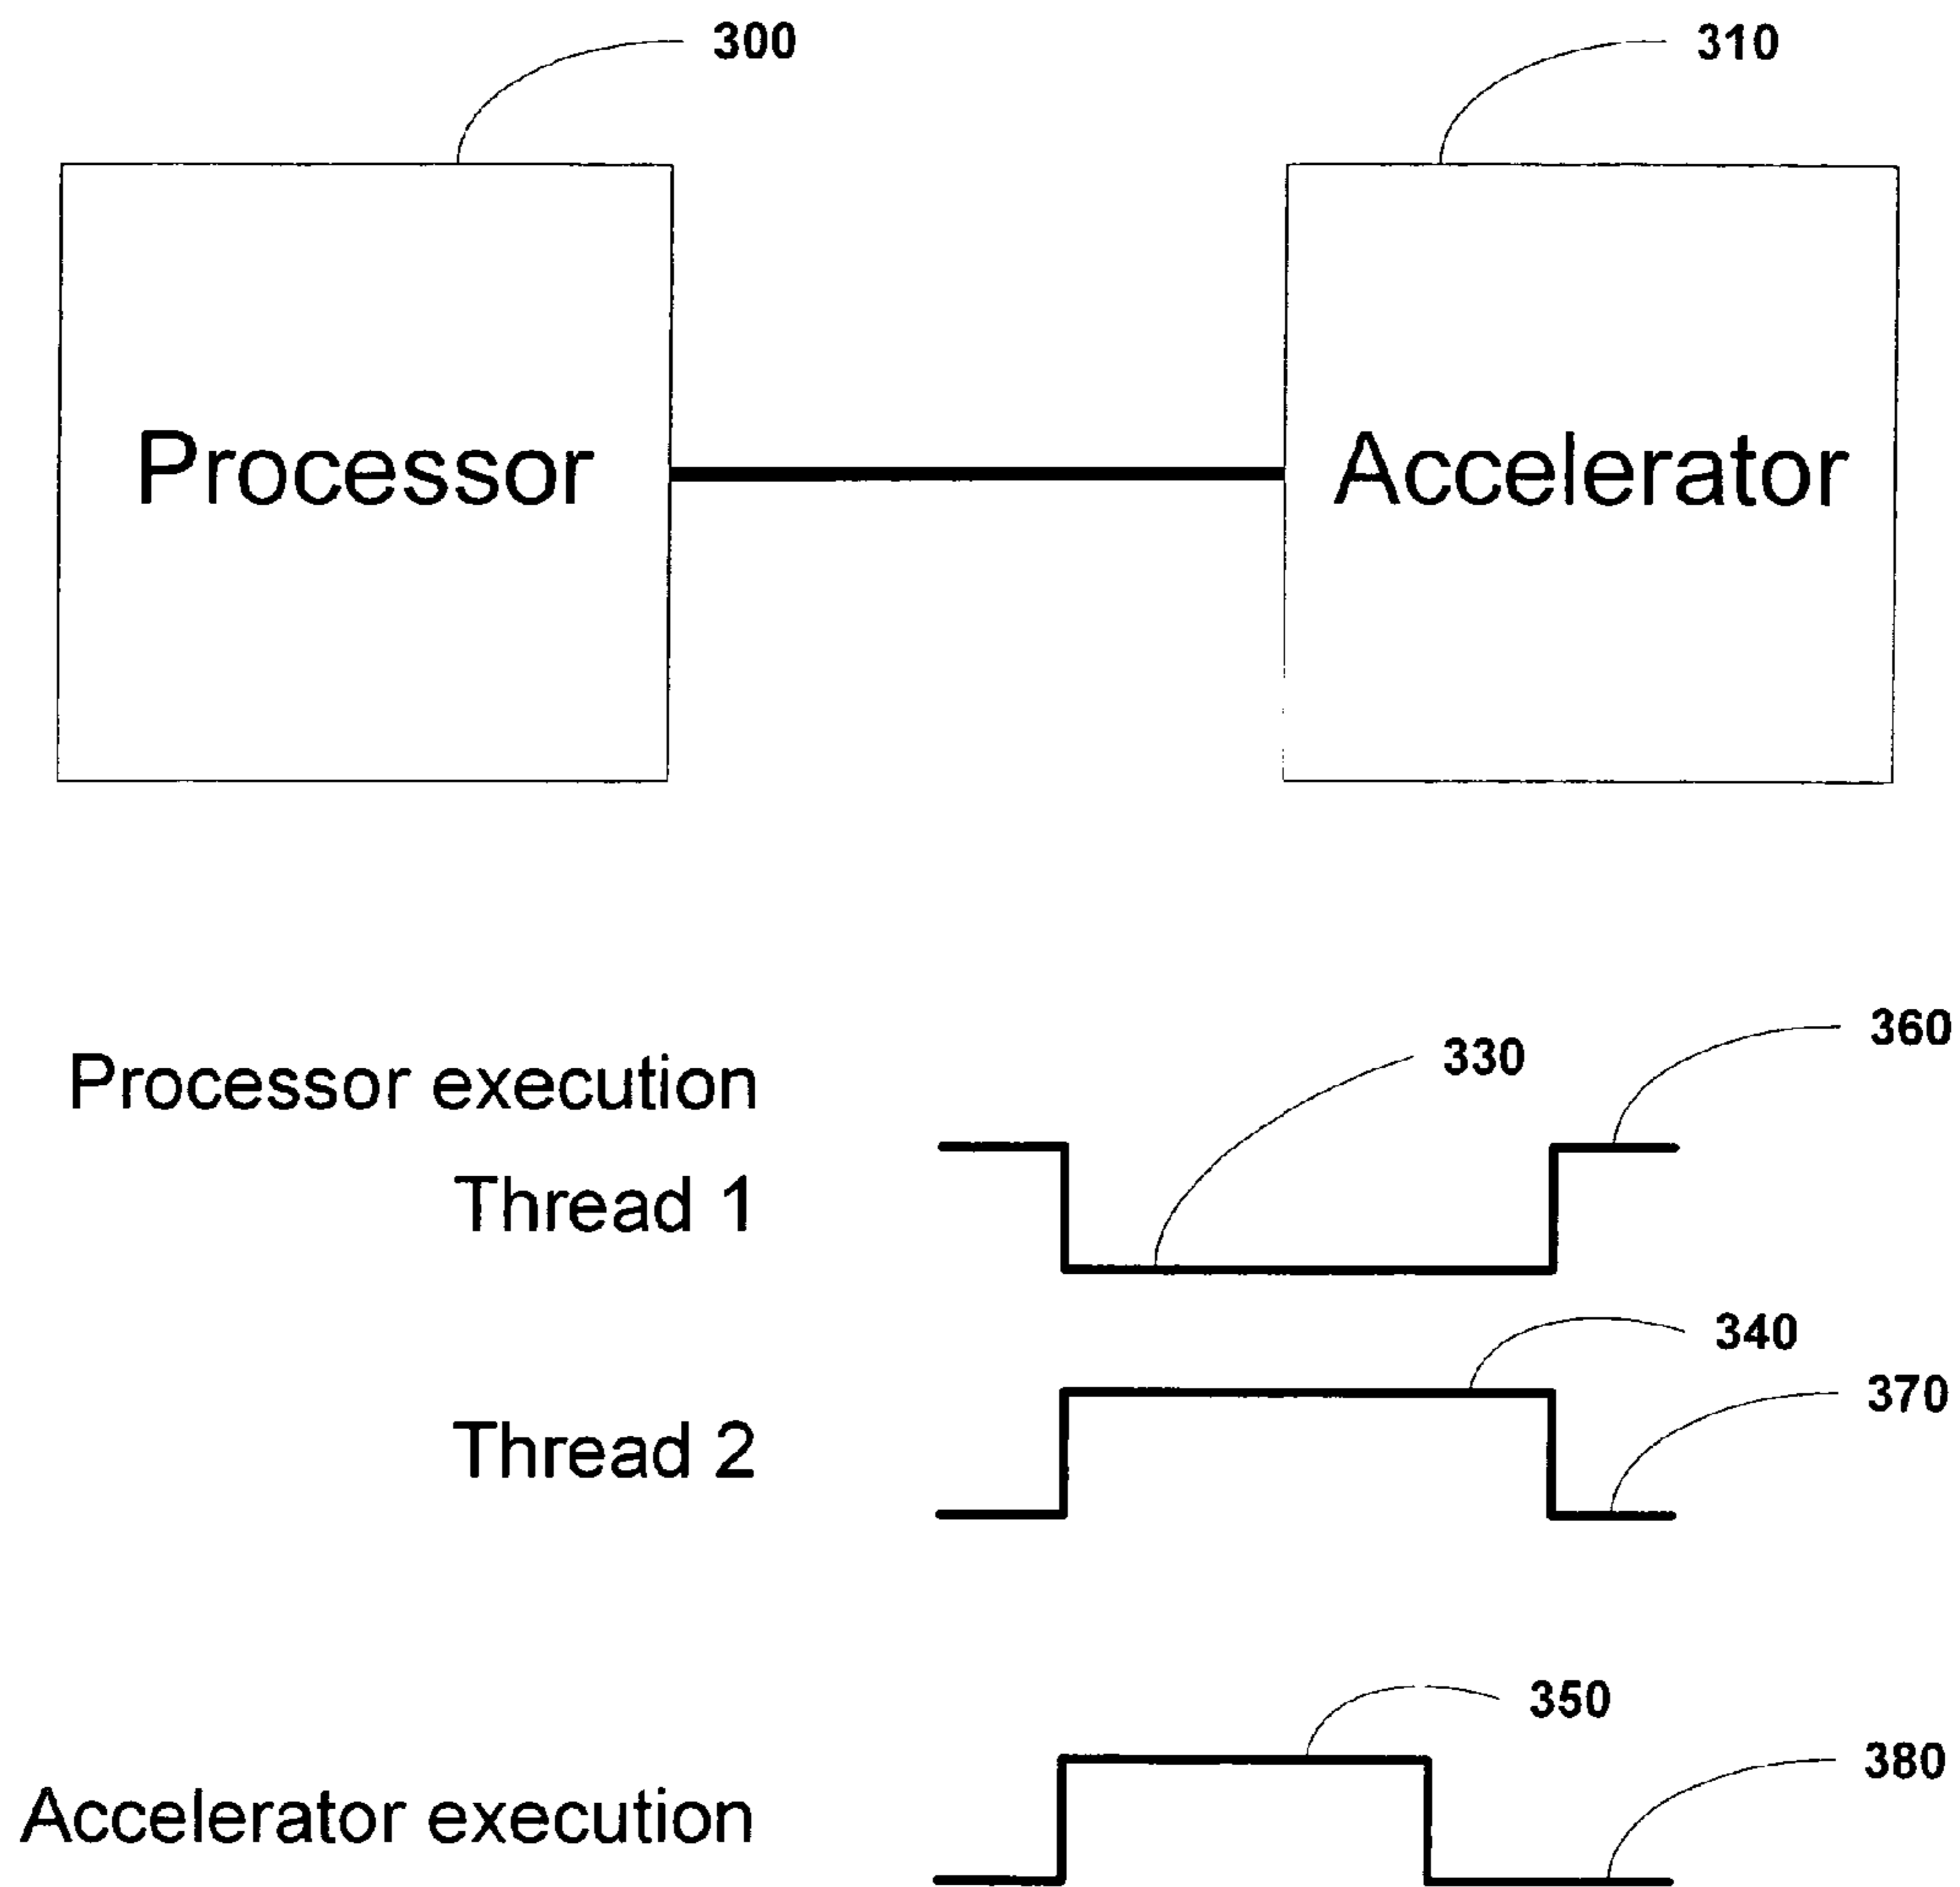 300
310
Processor
Accelerator
360
330
Processor execution
Thread 1
340
370
Thread 2
350
380
Accelerator execution